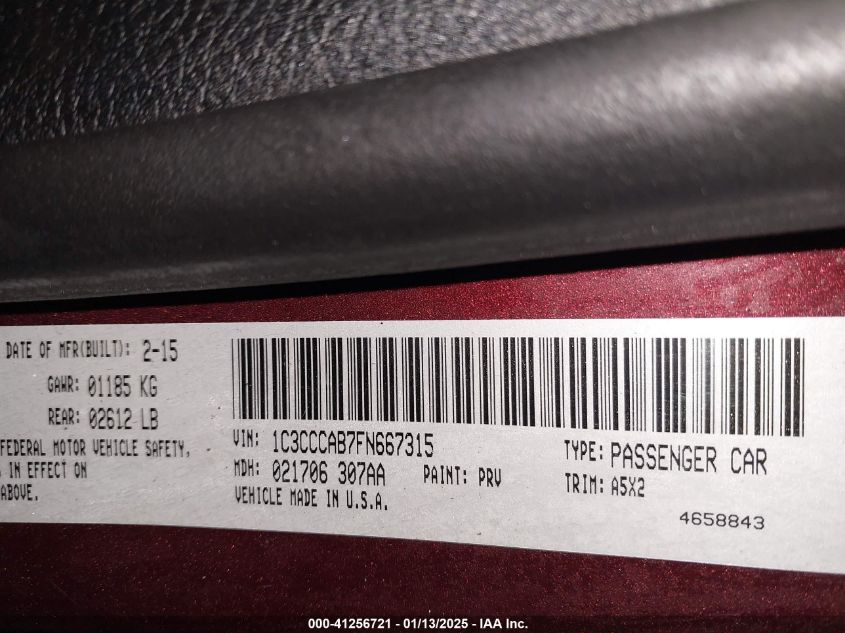 DATE OF MFR(BUILT): 2-15
GAWR: 01185 KG
REAR: 02612 LB
FEDERAL MOTOR VEHICLE SAFETY,
IN EFFECT ON
ABOVE.
VIN: 1C3CCCAB7FN667315
MDH: 021706 307AA PAINT: PRV
VEHICLE MADE IN U.S.A.
TYPE: PASSENGER CAR
TRIM: A5X2
4658843
000-41256721 - 01/13/2025 - IAA Inc.